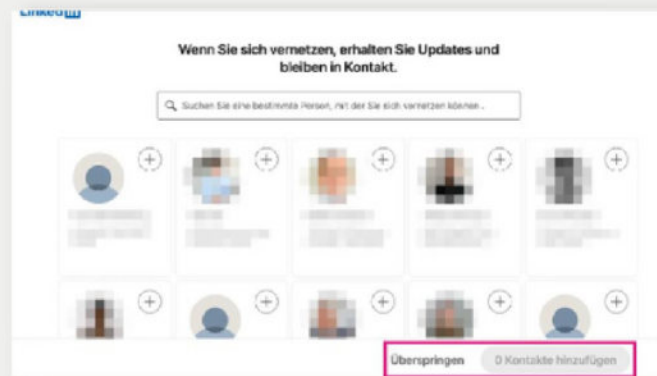 LinkedIn
Wenn Sie sich vernetzen, erhalten Sie Updates und
bleiben in Kontakt.
Suchen Sie eine bestimmte Person, mit der Sie sich vernetzen können .
Überspringen
0 Kontakte hinzufügen